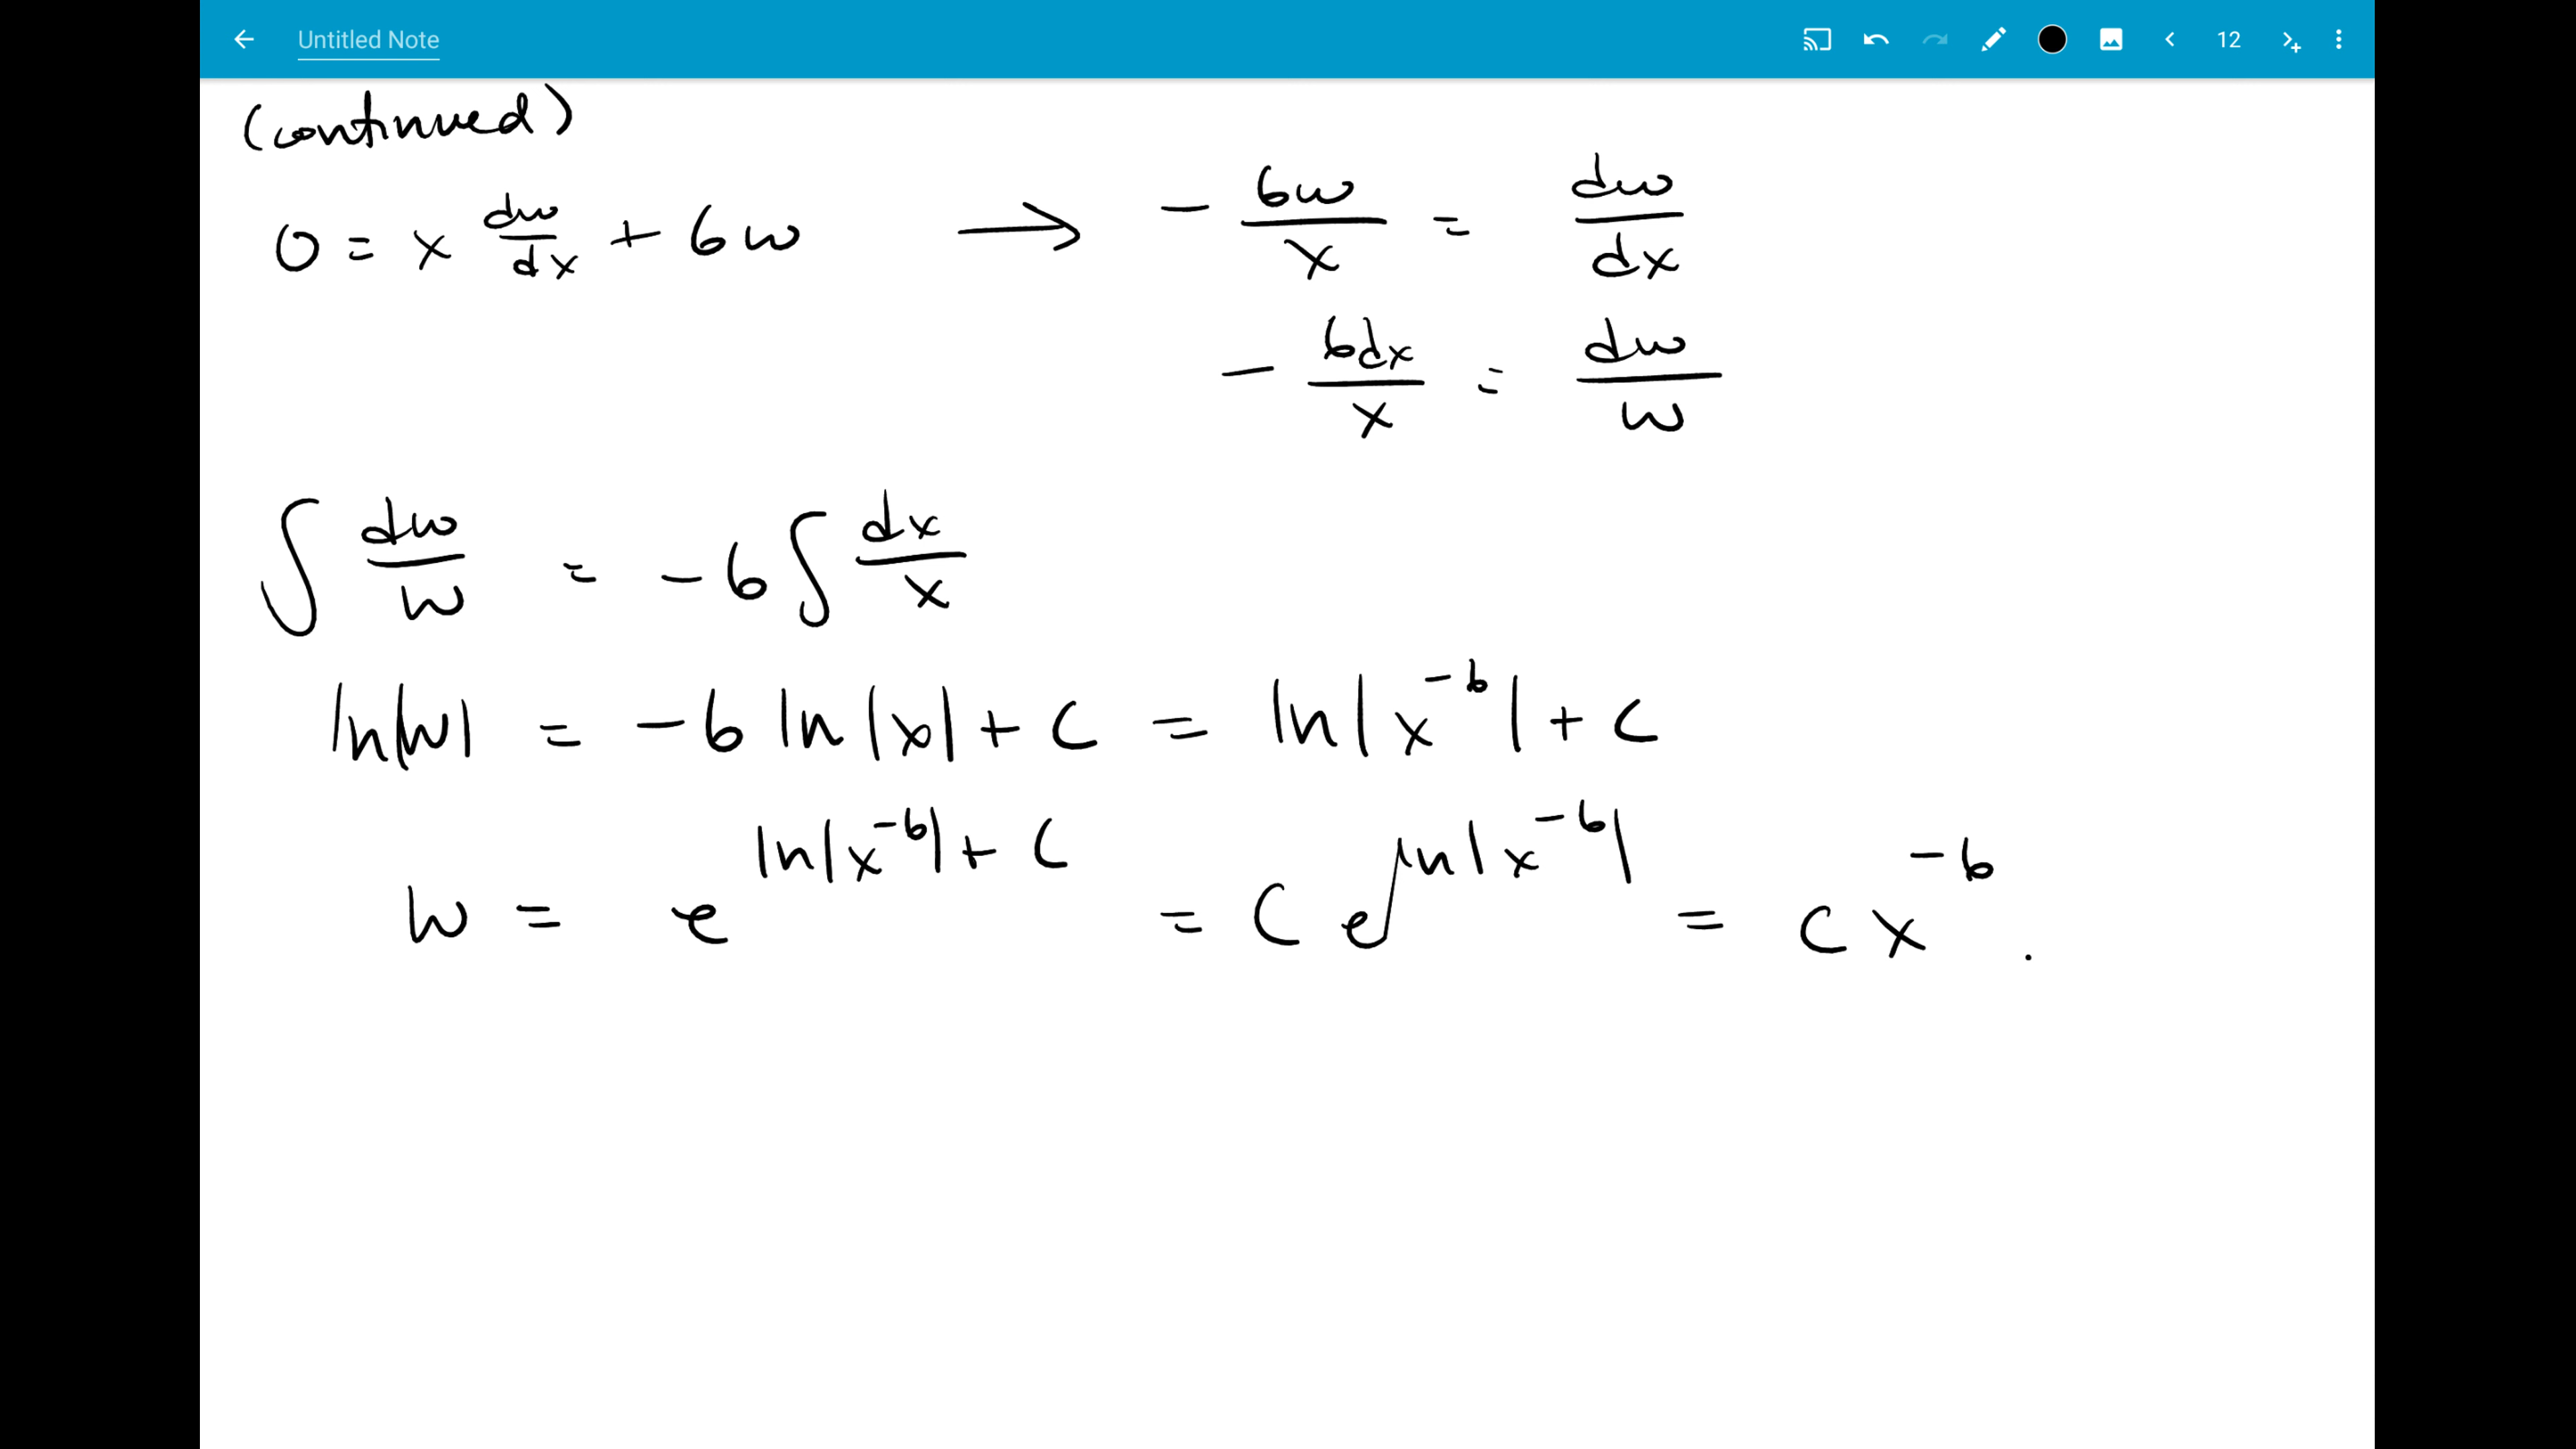 Untitled Note 12
(continued)
0 = x dw/dx + 6w → - 6w/x = dw/dx
- 6dx/x = dw/w
∫ dw/w = -6 ∫ dx/x
ln|w| = -6 ln|x| + C = ln|x^-6| + C
w = e^(ln|x^-6| + C) = C e^(ln|x^-6|) = C x^-6 .